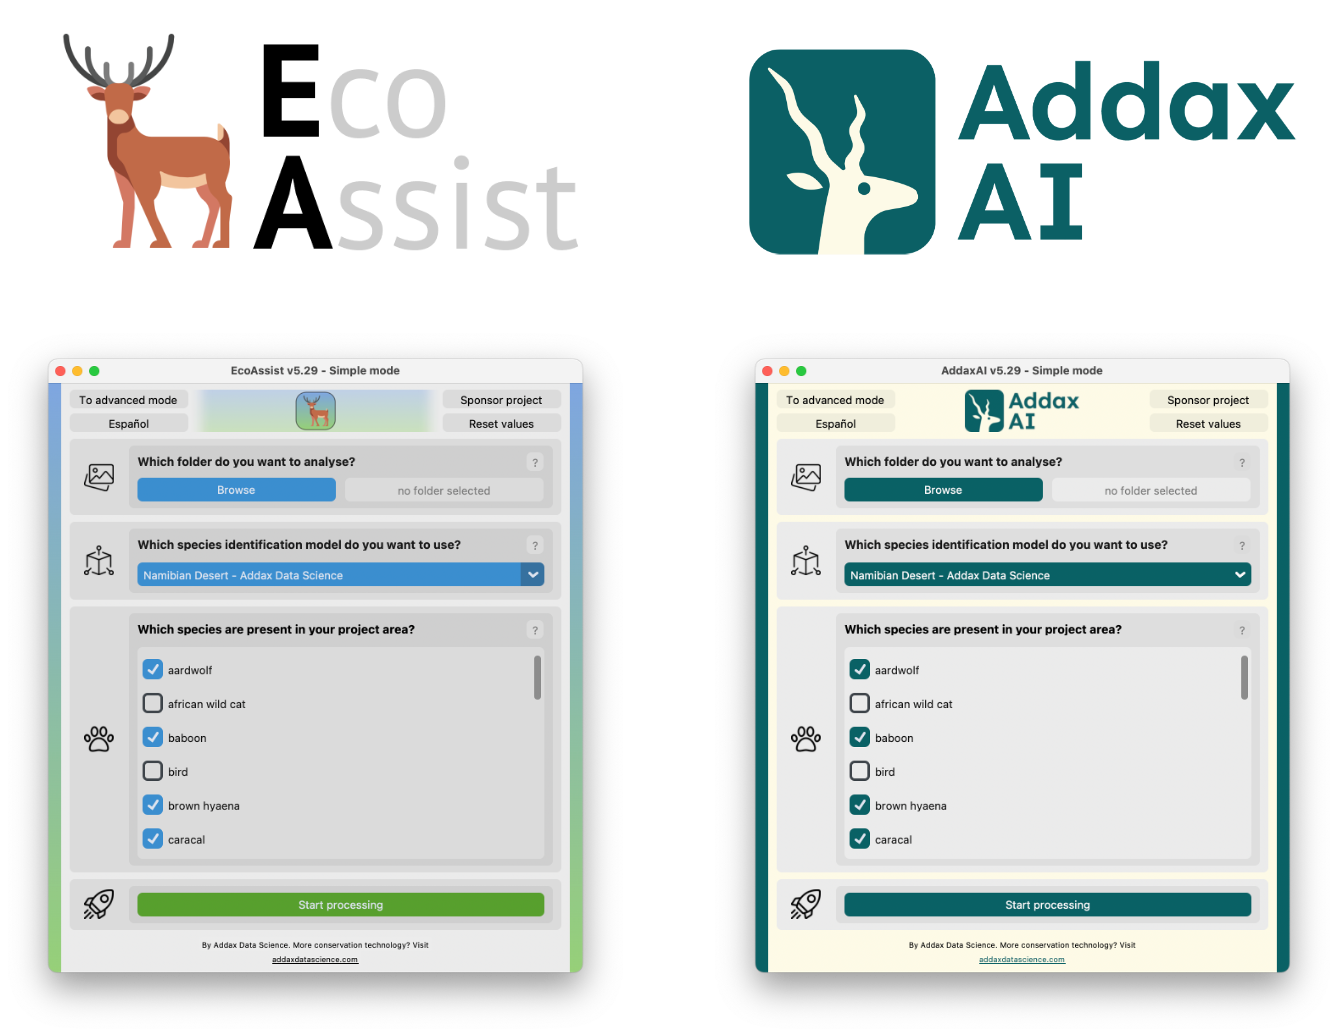 Eco
Assist
Addax
AI
EcoAssist v5.29 - Simple mode
To advanced mode
Sponsor project
Español
Reset values
Which folder do you want to analyse?
?
Browse
no folder selected
Which species identification model do you want to use?
?
Namibian Desert - Addax Data Science
Which species are present in your project area?
?
aardwolf
african wild cat
baboon
bird
brown hyaena
caracal
Start processing
By Addax Data Science. More conservation technology? Visit
addaxdatascience.com
AddaxAI v5.29 - Simple mode
To advanced mode
Addax
AI
Sponsor project
Español
Reset values
Which folder do you want to analyse?
?
Browse
no folder selected
Which species identification model do you want to use?
?
Namibian Desert - Addax Data Science
Which species are present in your project area?
?
aardwolf
african wild cat
baboon
bird
brown hyaena
caracal
Start processing
By Addax Data Science. More conservation technology? Visit
addaxdatascience.com